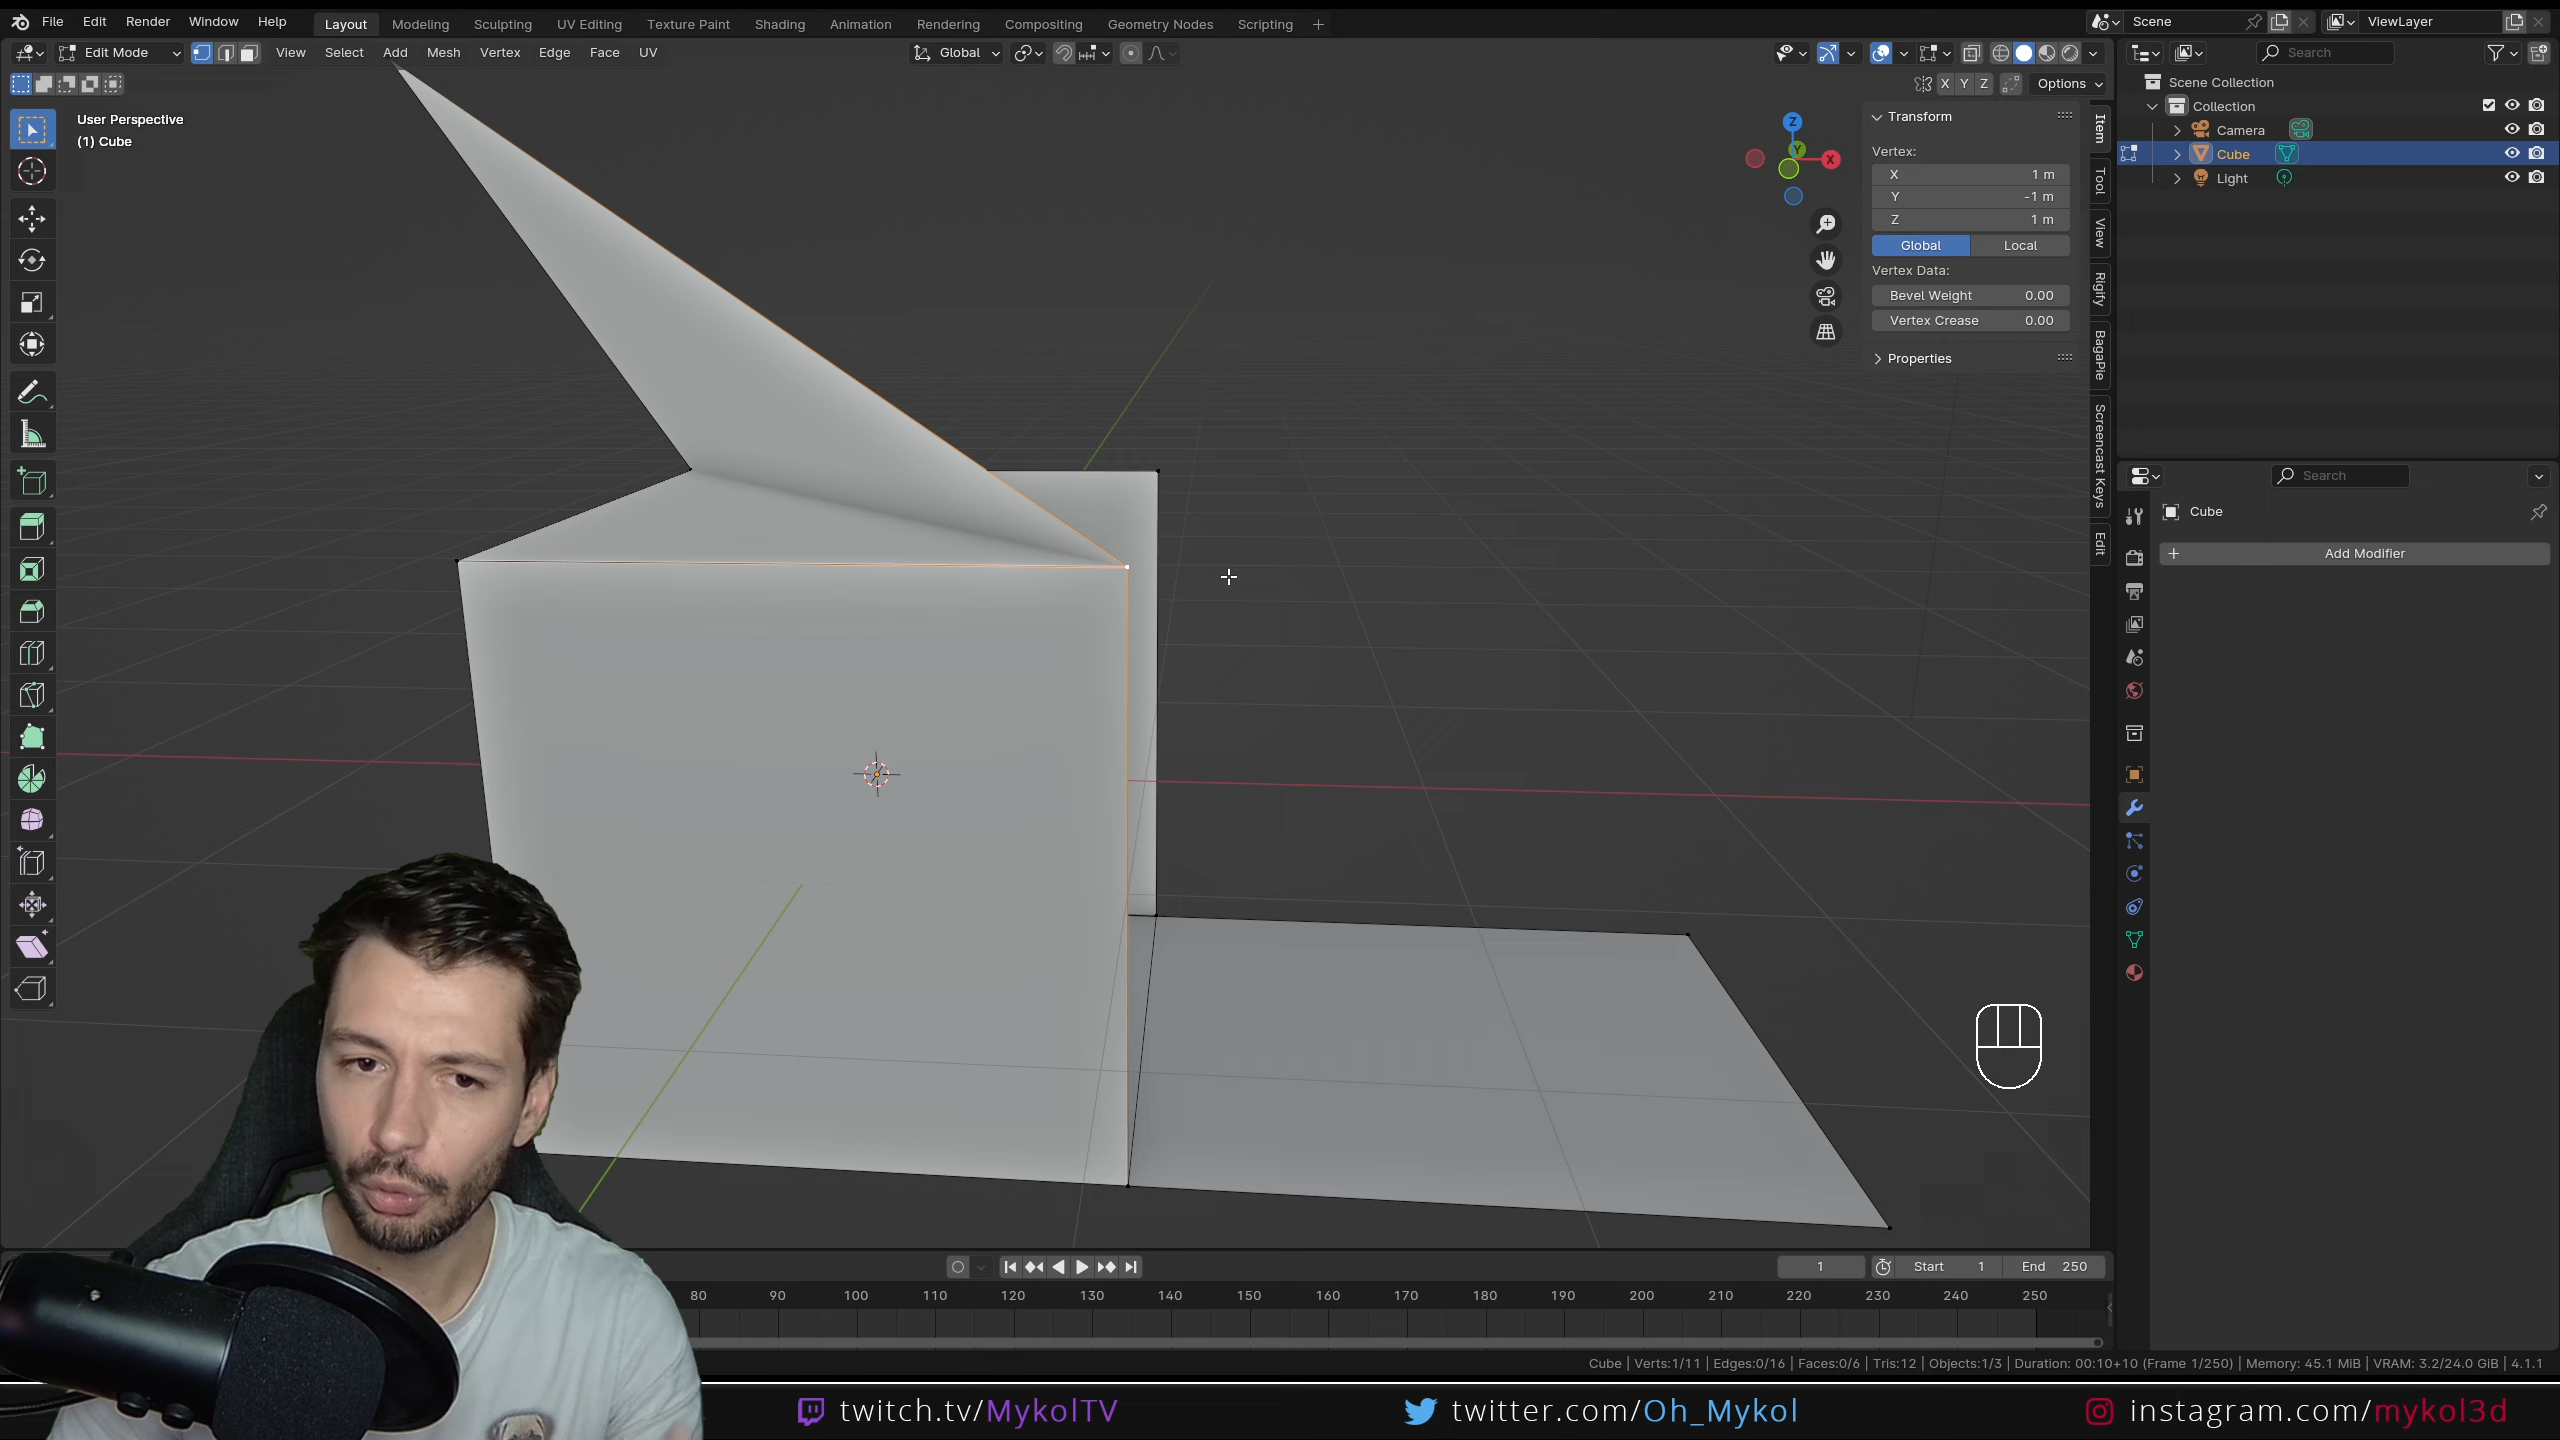 File Edit Render Window Help Layout Modeling Sculpting UV Editing Texture Paint Shading Animation Rendering Compositing Geometry Nodes Scripting + Scene ViewLayer
Edit Mode View Select Add Mesh Vertex Edge Face UV Global Search
X Y Z Options
Scene Collection
Collection
Camera
Cube
Light
User Perspective
(1) Cube
Z
Y
X
Transform
Vertex:
X 1 m
Y -1 m
Z 1 m
Global Local
Vertex Data:
Bevel Weight 0.00
Vertex Crease 0.00
Properties
Item
Tool
View
Rigify
BagaPie
Screencast Keys
Edit
Search
Cube
+ Add Modifier
1 Start 1 End 250
80 90 100 110 120 130 140 150 160 170 180 190 200 210 220 230 240 250
Cube | Verts:1/11 | Edges:0/16 | Faces:0/6 | Tris:12 | Objects:1/3 | Duration: 00:10+10 (Frame 1/250) | Memory: 45.1 MiB | VRAM: 3.2/24.0 GiB | 4.1.1
twitch.tv/MykolTV twitter.com/Oh_Mykol instagram.com/mykol3d